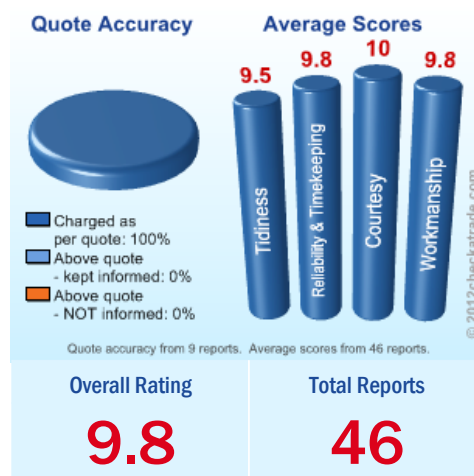 Quote Accuracy
Average Scores
9.5
9.8
10
9.8
Tidiness
Reliability & Timekeeping
Courtesy
Workmanship
Charged as
per quote: 100%
Above quote
- kept informed: 0%
Above quote
- NOT informed: 0%
© 2012checkatrade.com
Quote accuracy from 9 reports. Average scores from 46 reports.
Overall Rating
9.8
Total Reports
46